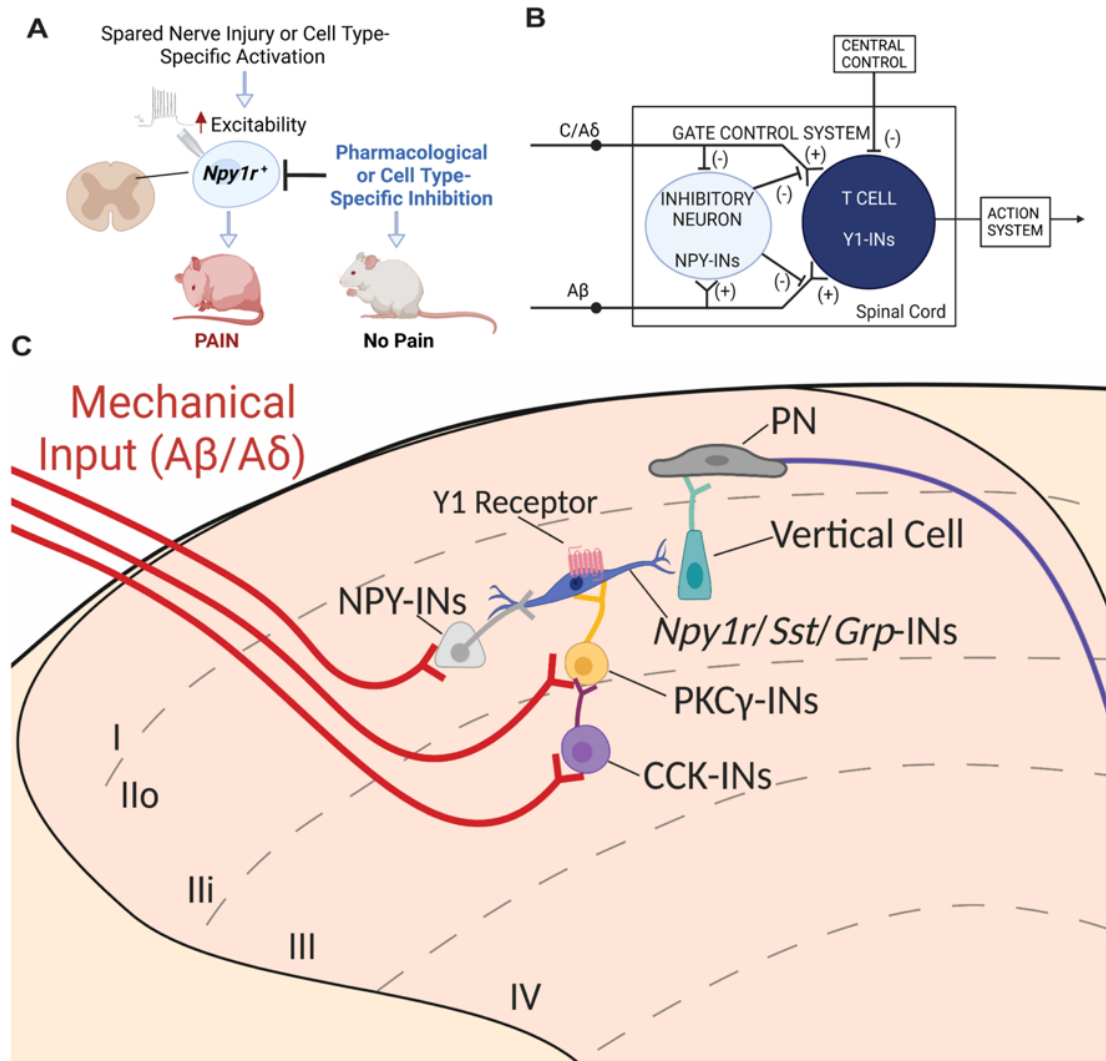 A
Spared Nerve Injury or Cell Type-
Specific Activation
Excitability
Npy1r+
Pharmacological
or Cell Type-
Specific Inhibition
PAIN
No Pain
B
CENTRAL
CONTROL
C/Aδ
GATE CONTROL SYSTEM
(-)
(+)
(-)
(-)
INHIBITORY
NEURON
NPY-INs
T CELL
Y1-INs
ACTION
SYSTEM
Aβ
(+)
(-)
(+)
Spinal Cord
C
Mechanical
Input (Aβ/Aδ)
PN
Y1 Receptor
Vertical Cell
NPY-INs
Npy1r/Sst/Grp-INs
PKCγ-INs
CCK-INs
I
IIo
IIi
III
IV